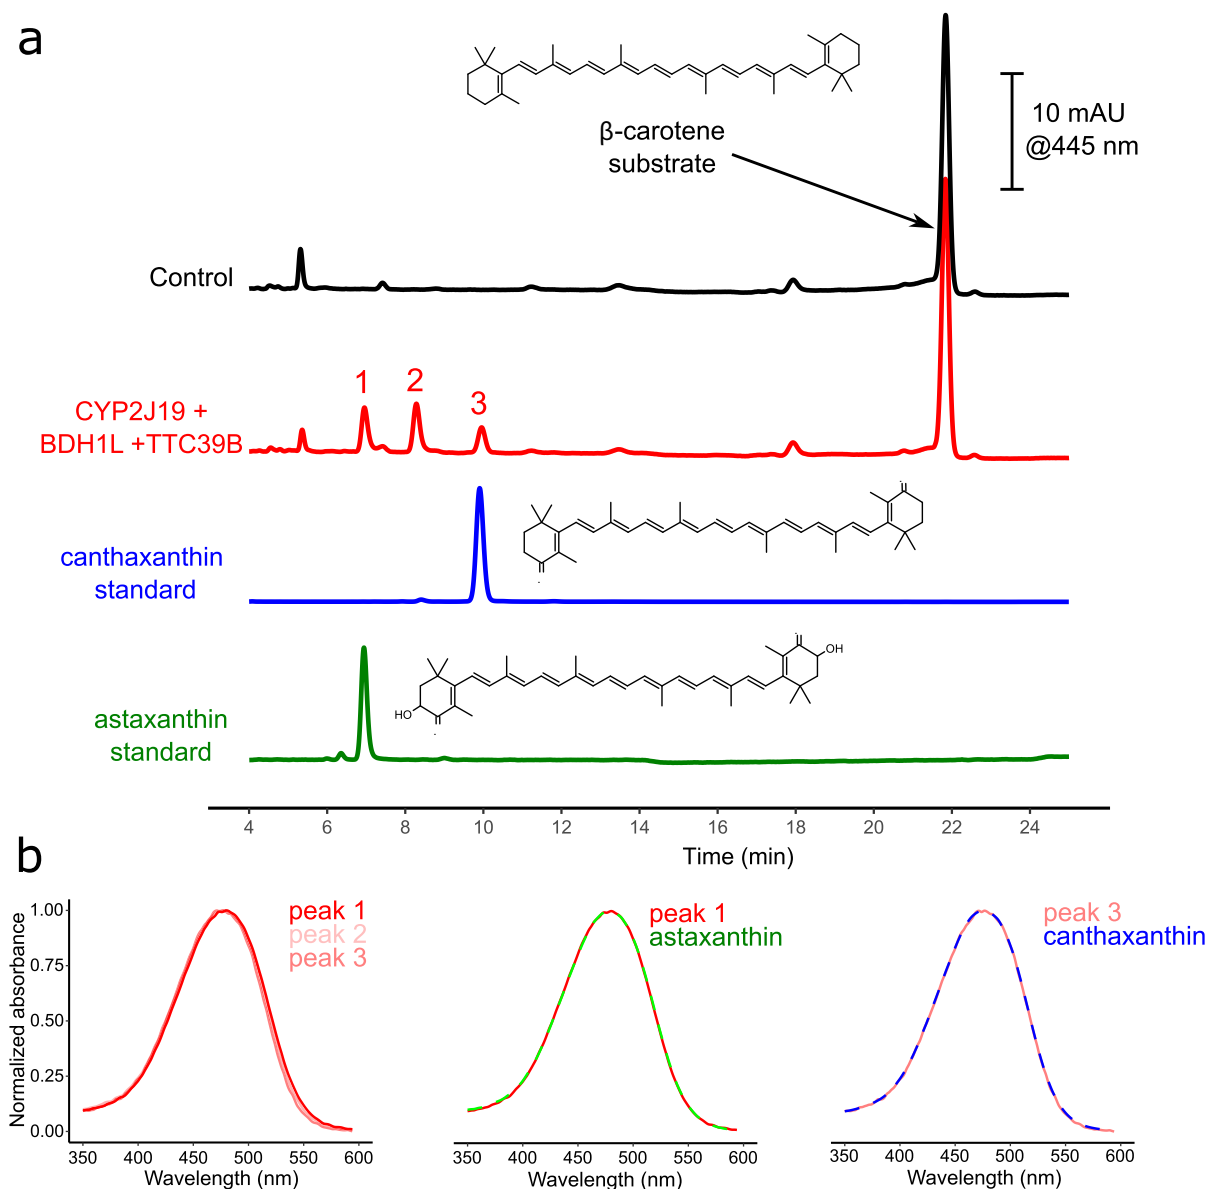 a
β-carotene
substrate
10 mAU
@445 nm
Control
1
2
3
CYP2J19 +
BDH1L +TTC39B
canthaxanthin
standard
OH
HO
astaxanthin
standard
4 6 8 10 12 14 16 18 20 22 24
Time (min)
b
Normalized absorbance
1.00
0.75
0.50
0.25
0.00
peak 1
peak 2
peak 3
350 400 450 500 550 600
Wavelength (nm)
peak 1
astaxanthin
350 400 450 500 550 600
Wavelength (nm)
peak 3
canthaxanthin
350 400 450 500 550 600
Wavelength (nm)